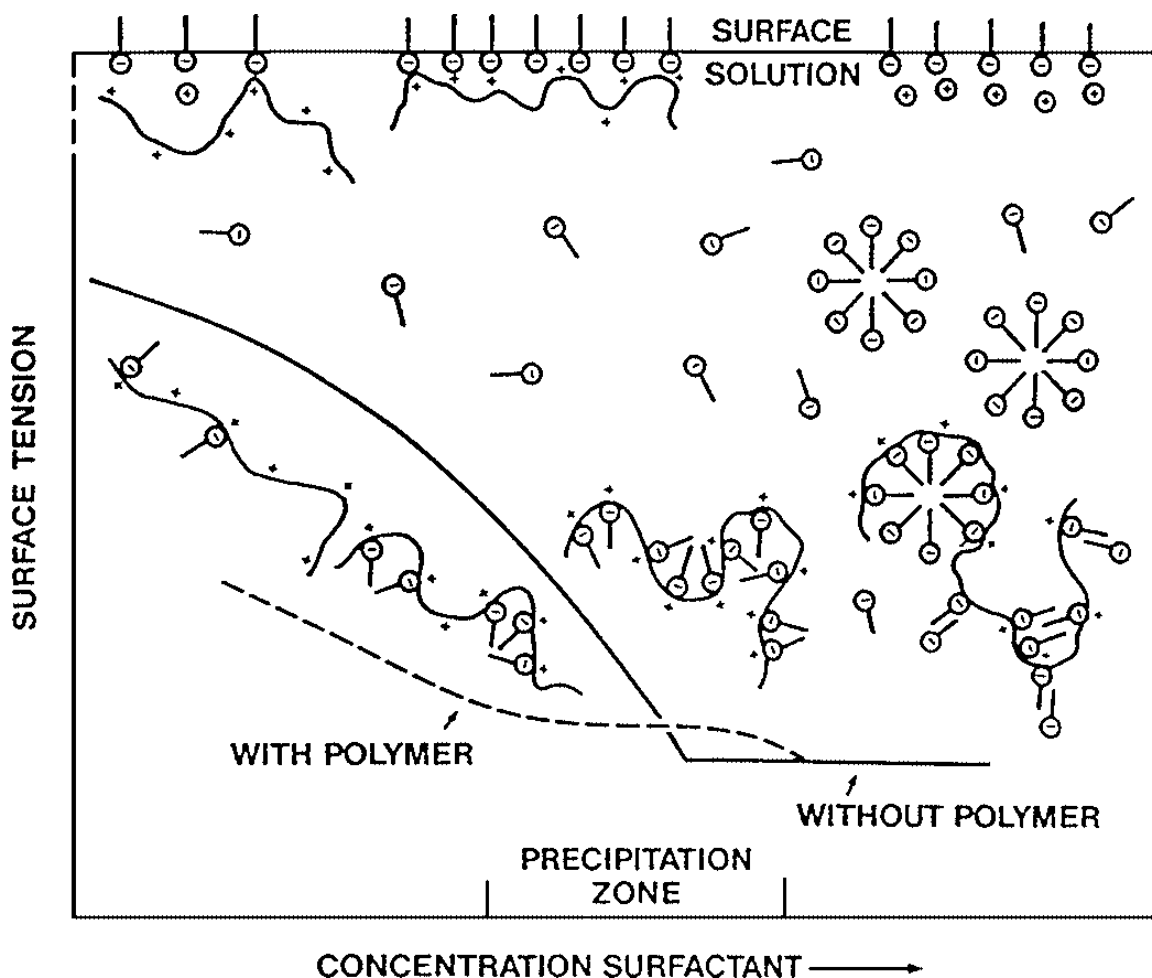 SURFACE
SOLUTION
SURFACE TENSION
WITH POLYMER
WITHOUT POLYMER
PRECIPITATION
ZONE
CONCENTRATION SURFACTANT